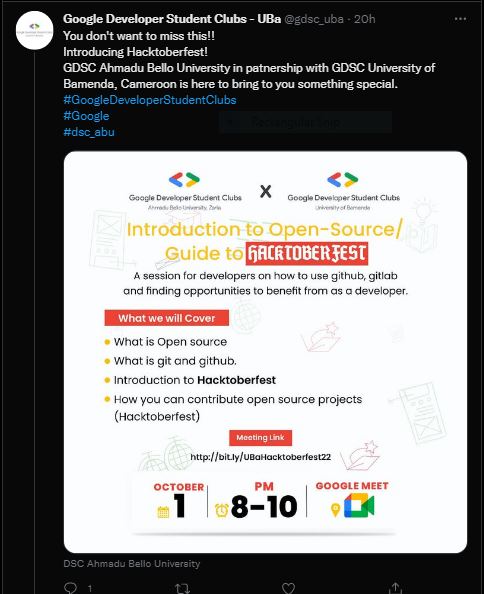 Google Developer Student Clubs - UBa @gdsc_uba · 20h
You don't want to miss this!!
Introducing Hacktoberfest!
GDSC Ahmadu Bello University in patnership with GDSC University of
Bamenda, Cameroon is here to bring to you something special.
#GoogleDeveloperStudentClubs
#Google
#dsc_abu
Rectangular Snip
Google Developer Student Clubs
Ahmadu Bello University, Zaria
X
Google Developer Student Clubs
University of Bamenda
Introduction to Open-Source/
Guide to HACKTOBERFEST
A session for developers on how to use github, gitlab
and finding opportunities to benefit from as a developer.
What we will Cover
What is Open source
What is git and github.
Introduction to Hacktoberfest
How you can contribute open source projects
(Hacktoberfest)
Meeting Link
http://bit.ly/UBaHacktoberfest22
OCTOBER
1
PM
8-10
GOOGLE MEET
DSC Ahmadu Bello University
1